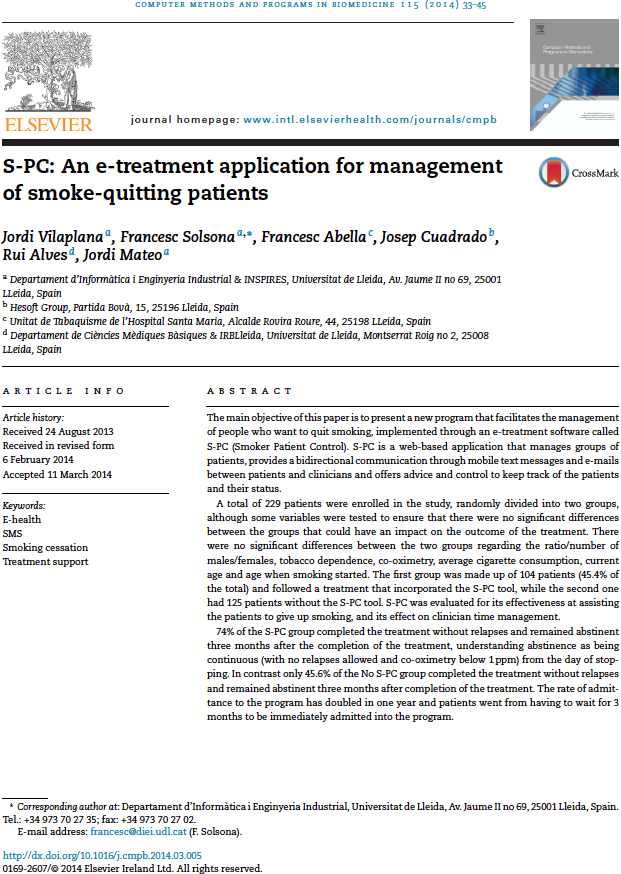 COMPUTER METHODS AND PROGRAMS IN BIOMEDICINE 115 (2014) 33–45
ELSEVIER
journal homepage: www.intl.elsevierhealth.com/journals/cmpb
Computer Methods and
Programs in Biomedicine
S-PC: An e-treatment application for management
of smoke-quitting patients
CrossMark
Jordi Vilaplana a, Francesc Solsona a,*, Francesc Abella c, Josep Cuadrado b,
Rui Alves d, Jordi Mateo a
a Departament d'Informàtica i Enginyeria Industrial & INSPIRES, Universitat de Lleida, Av. Jaume II no 69, 25001
LLeida, Spain
b Hesoft Group, Partida Bovà, 15, 25196 Lleida, Spain
c Unitat de Tabaquisme de l'Hospital Santa Maria, Alcalde Rovira Roure, 44, 25198 LLeida, Spain
d Departament de Ciències Mèdiques Bàsiques & IRBLleida, Universitat de Lleida, Montserrat Roig no 2, 25008
LLeida, Spain
ARTICLE INFO
Article history:
Received 24 August 2013
Received in revised form
6 February 2014
Accepted 11 March 2014
Keywords:
E-health
SMS
Smoking cessation
Treatment support
ABSTRACT
The main objective of this paper is to present a new program that facilitates the management
of people who want to quit smoking, implemented through an e-treatment software called
S-PC (Smoker Patient Control). S-PC is a web-based application that manages groups of
patients, provides a bidirectional communication through mobile text messages and e-mails
between patients and clinicians and offers advice and control to keep track of the patients
and their status.
A total of 229 patients were enrolled in the study, randomly divided into two groups,
although some variables were tested to ensure that there were no significant differences
between the groups that could have an impact on the outcome of the treatment. There
were no significant differences between the two groups regarding the ratio/number of
males/females, tobacco dependence, co-oximetry, average cigarette consumption, current
age and age when smoking started. The first group was made up of 104 patients (45.4% of
the total) and followed a treatment that incorporated the S-PC tool, while the second one
had 125 patients without the S-PC tool. S-PC was evaluated for its effectiveness at assisting
the patients to give up smoking, and its effect on clinician time management.
74% of the S-PC group completed the treatment without relapses and remained abstinent
three months after the completion of the treatment, understanding abstinence as being
continuous (with no relapses allowed and co-oximetry below 1 ppm) from the day of stop-
ping. In contrast only 45.6% of the No S-PC group completed the treatment without relapses
and remained abstinent three months after completion of the treatment. The rate of admit-
tance to the program has doubled in one year and patients went from having to wait for 3
months to be immediately admitted into the program.
* Corresponding author at: Departament d'Informàtica i Enginyeria Industrial, Universitat de Lleida, Av. Jaume II no 69, 25001 Lleida, Spain.
Tel.: +34 973 70 27 35; fax: +34 973 70 27 02.
E-mail address: francesc@diei.udl.cat (F. Solsona).
http://dx.doi.org/10.1016/j.cmpb.2014.03.005
0169-2607/© 2014 Elsevier Ireland Ltd. All rights reserved.